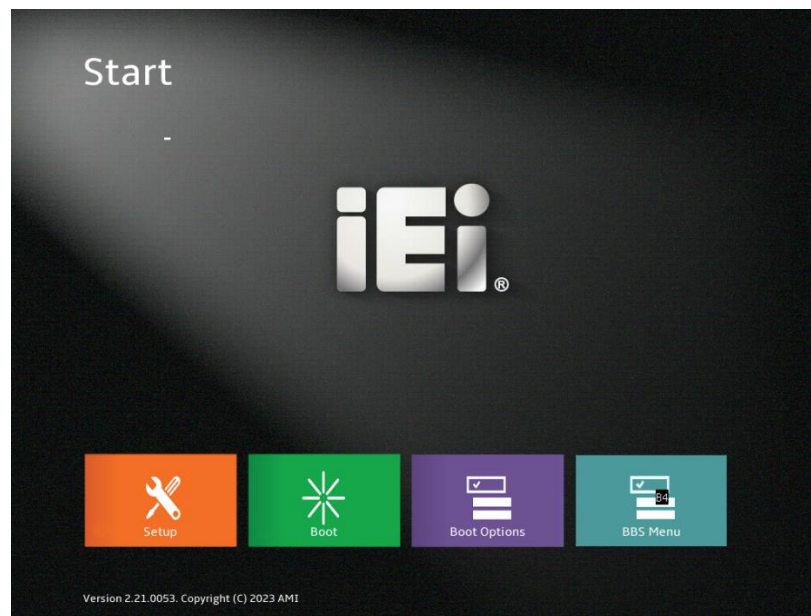 Start
-
iEi®
Setup
Boot
Boot Options
B4
BBS Menu
Version 2.21.0053. Copyright (C) 2023 AMI